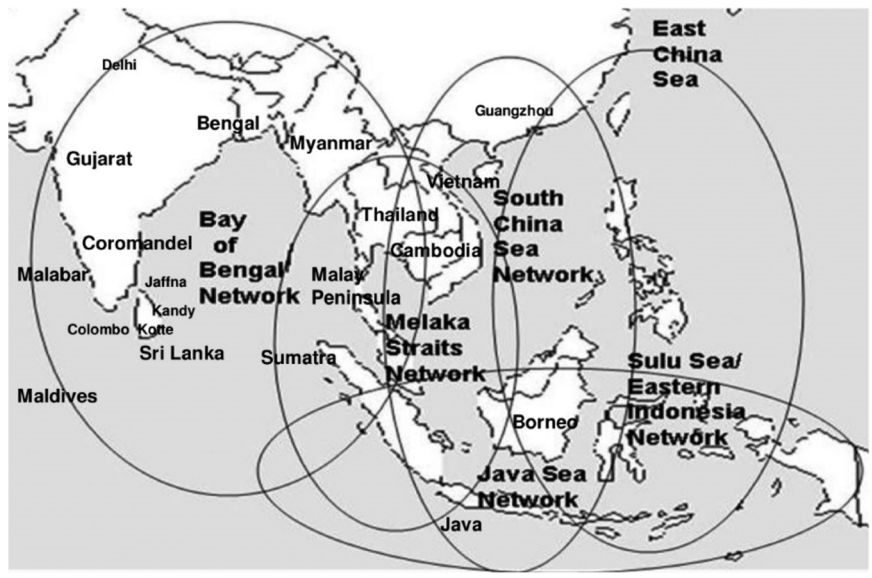 East
China
Sea
Delhi
Guangzhou
Bengal
Myanmar
Gujarat
Vietnam
South
China
Sea
Network
Thailand
Bay
of
Bengal
Network
Coromandel
Cambodia
Malabar
Jaffna
Malay
Peninsula
Kandy
Colombo Kotte
Melaka
Straits
Network
Sri Lanka
Sumatra
Sulu Sea/
Eastern
Indonesia
Network
Maldives
Borneo
Java Sea
Network
Java